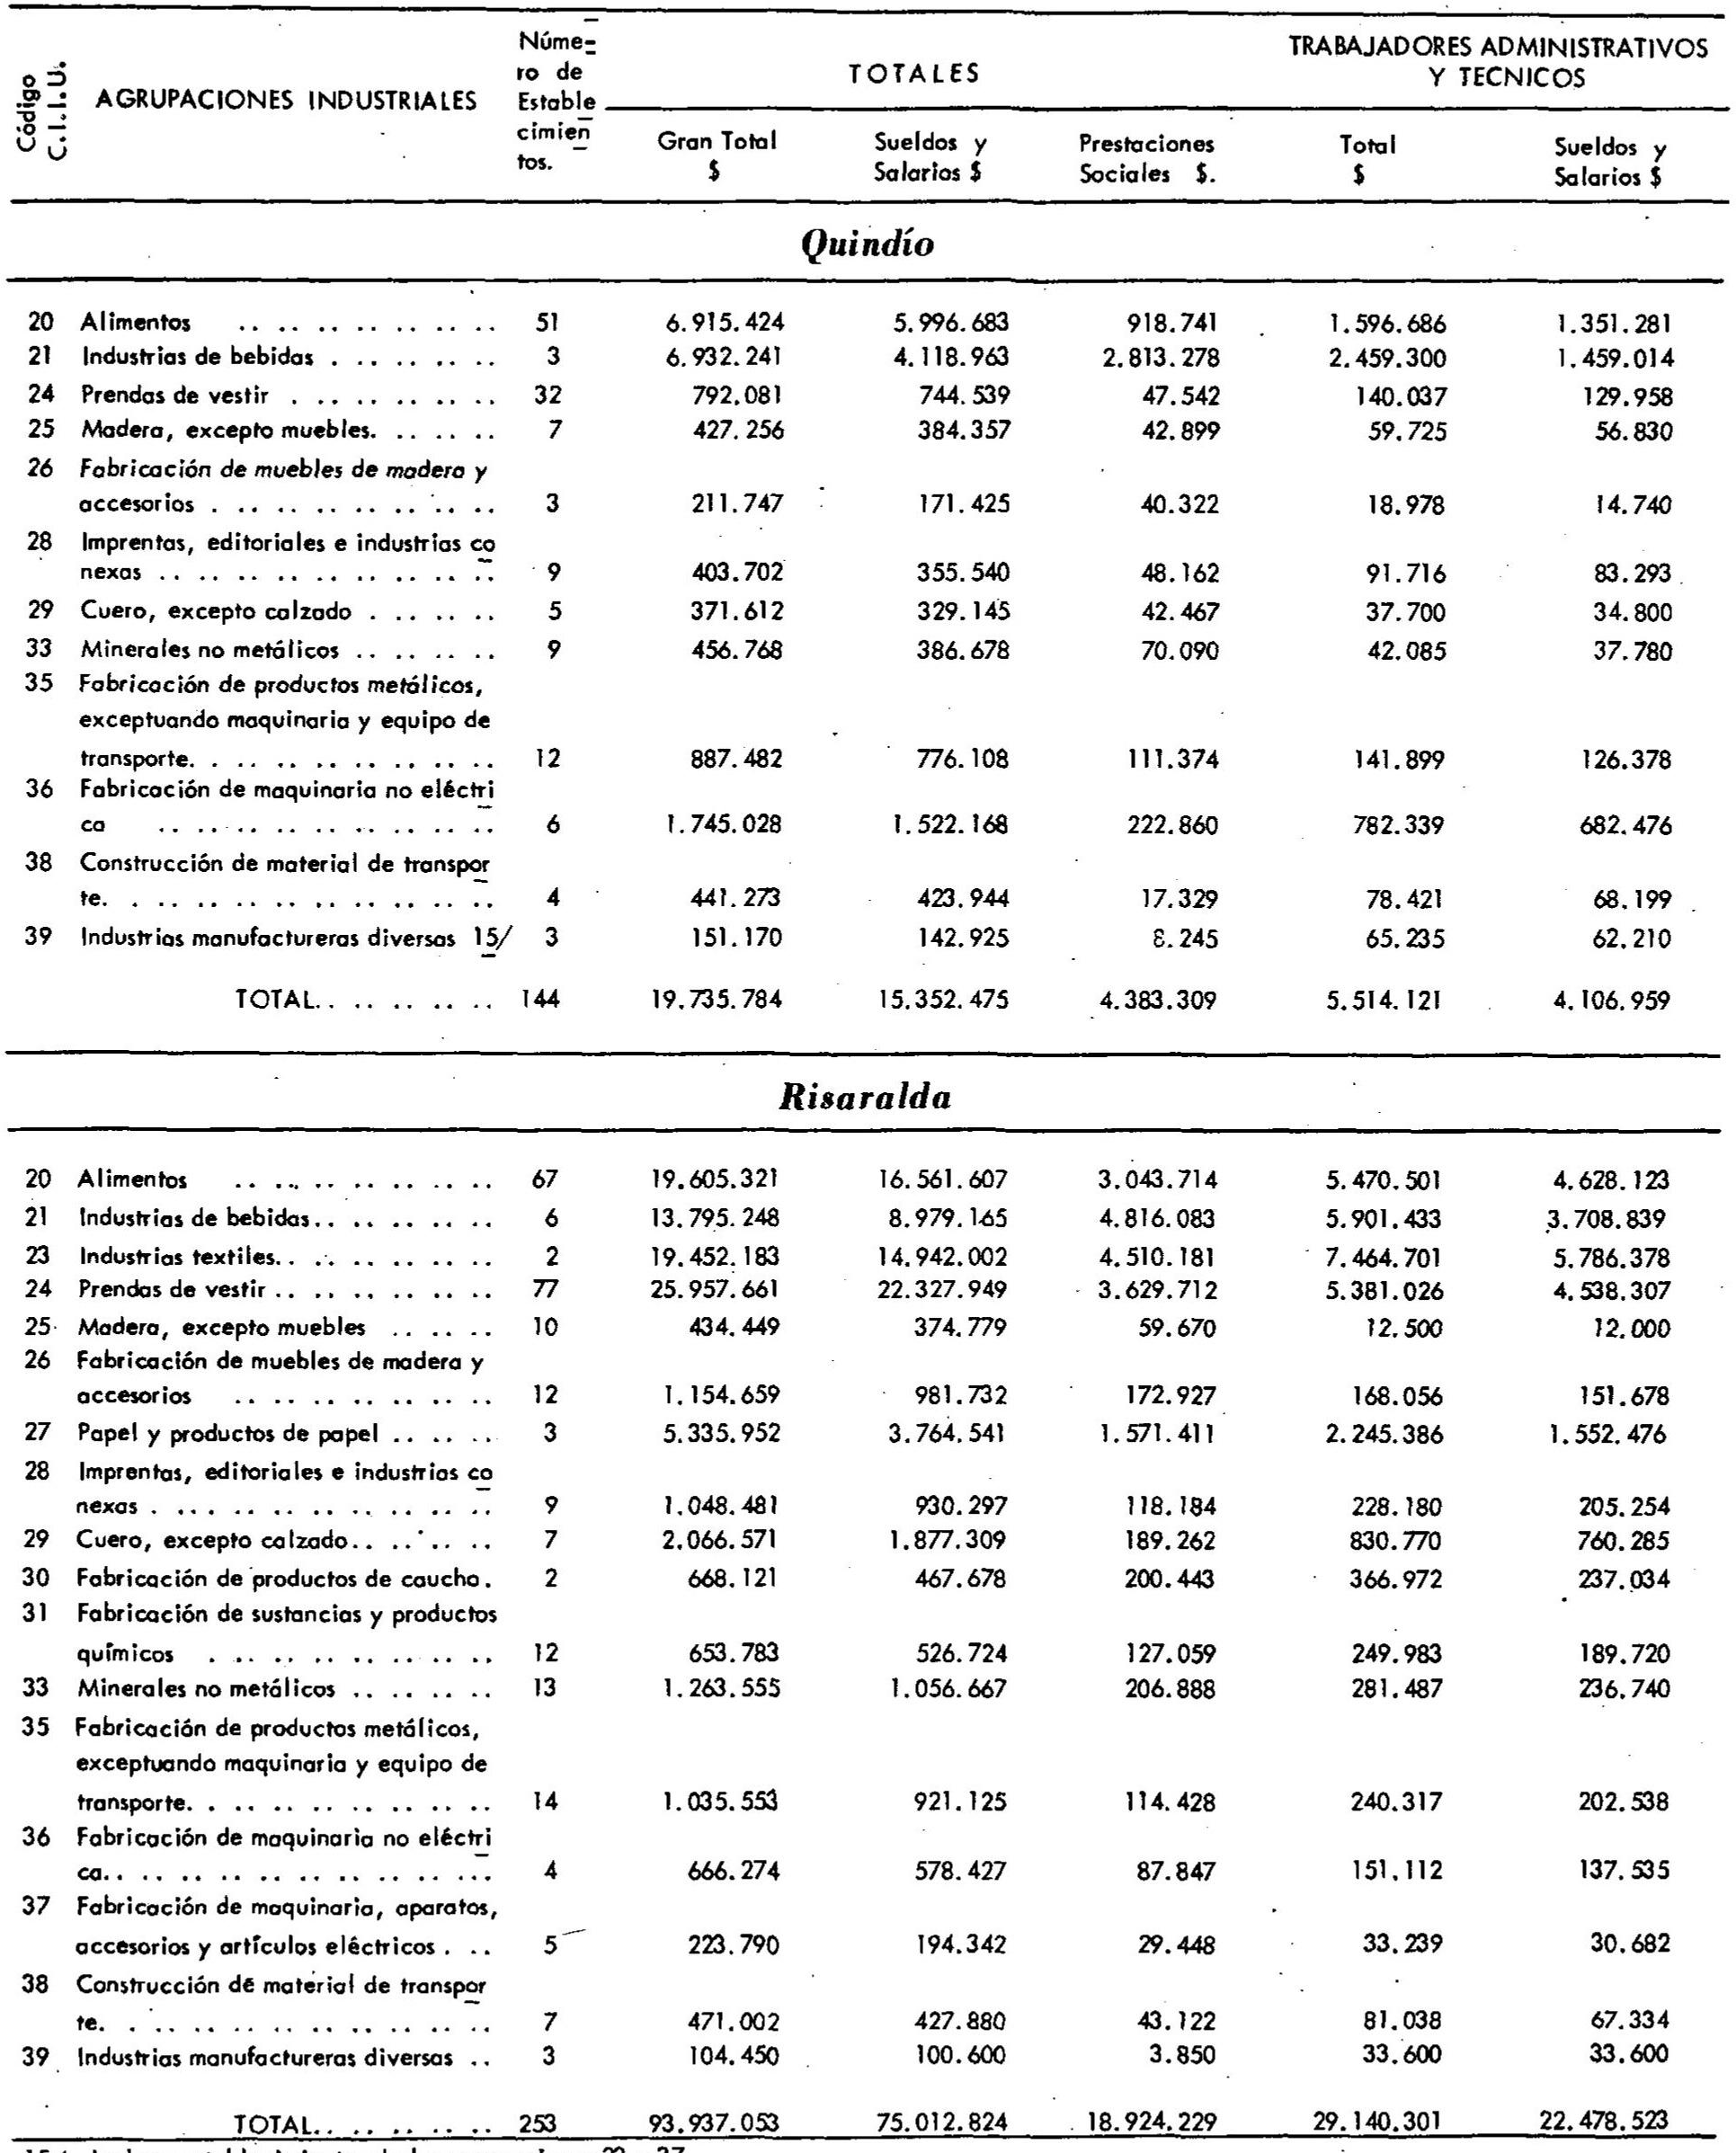 Código C.I.I.U. AGRUPACIONES INDUSTRIALES Núme-ro de Estable cimien tos. TOTALES TRABAJADORES ADMINISTRATIVOS Y TECNICOS
Gran Total $ Sueldos y Salarios $ Prestaciones Sociales $. Total $ Sueldos y Salarios $
Quindío
20 Alimentos .. .. .. .. .. .. .. 51 6.915.424 5.996.683 918.741 1.596.686 1.351.281
21 Industrias de bebidas . .. .. .. .. 3 6.932.241 4.118.963 2.813.278 2.459.300 1.459.014
24 Prendas de vestir . .. .. .. .. .. 32 792.081 744.539 47.542 140.037 129.958
25 Madera, excepto muebles. .. .. .. 7 427.256 384.357 42.899 59.725 56.830
26 Fabricación de muebles de madera y
accesorios . .. .. .. .. .. .. .. 3 211.747 171.425 40.322 18.978 14.740
28 Imprentas, editoriales e industrias co
nexas .. .. .. .. .. .. .. .. .. 9 403.702 355.540 48.162 91.716 83.293
29 Cuero, excepto calzado . .. .. .. 5 371.612 329.145 42.467 37.700 34.800
33 Minerales no metálicos .. .. .. .. 9 456.768 386.678 70.090 42.085 37.780
35 Fabricación de productos metálicos,
exceptuando maquinaria y equipo de
transporte. . .. .. .. .. .. .. .. 12 887.482 776.108 111.374 141.899 126.378
36 Fabricación de maquinaria no eléctri
ca .. .. .. .. .. .. .. .. .. 6 1.745.028 1.522.168 222.860 782.339 682.476
38 Construcción de material de transpor
te. . .. .. .. .. .. .. .. .. .. 4 441.273 423.944 17.329 78.421 68.199
39 Industrias manufactureras diversas 15/ 3 151.170 142.925 8.245 65.235 62.210
TOTAL. . .. .. .. .. 144 19.735.784 15.352.475 4.383.309 5.514.121 4.106.959
Risaralda
20 Alimentos .. .. .. .. .. .. .. 67 19.605.321 16.561.607 3.043.714 5.470.501 4.628.123
21 Industrias de bebidas.. .. .. .. .. 6 13.795.248 8.979.165 4.816.083 5.901.433 3.708.839
23 Industrias textiles.. .. .. .. .. .. 2 19.452.183 14.942.002 4.510.181 7.464.701 5.786.378
24 Prendas de vestir .. .. .. .. .. .. 77 25.957.661 22.327.949 3.629.712 5.381.026 4.538.307
25 Madera, excepto muebles .. .. .. 10 434.449 374.779 59.670 12.500 12.000
26 Fabricación de muebles de madera y
accesorios .. .. .. .. .. .. .. 12 1.154.659 981.732 172.927 168.056 151.678
27 Papel y productos de papel .. .. .. 3 5.335.952 3.764.541 1.571.411 2.245.386 1.552.476
28 Imprentas, editoriales e industrias co
nexas . .. .. .. .. .. .. .. .. .. 9 1.048.481 930.297 118.184 228.180 205.254
29 Cuero, excepto calzado.. .. .. .. 7 2.066.571 1.877.309 189.262 830.770 760.285
30 Fabricación de productos de caucho. 2 668.121 467.678 200.443 366.972 237.034
31 Fabricación de sustancias y productos
químicos . .. .. .. .. .. .. .. 12 653.783 526.724 127.059 249.983 189.720
33 Minerales no metálicos .. .. .. .. 13 1.263.555 1.056.667 206.888 281.487 236.740
35 Fabricación de productos metálicos,
exceptuando maquinaria y equipo de
transporte. . .. .. .. .. .. .. .. 14 1.035.553 921.125 114.428 240.317 202.538
36 Fabricación de maquinaria no eléctri
ca.. .. .. .. .. .. .. .. .. .. ... 4 666.274 578.427 87.847 151.112 137.535
37 Fabricación de maquinaria, aparatos,
accesorios y artículos eléctricos . .. 5 223.790 194.342 29.448 33.239 30.682
38 Construcción de material de transpor
te. . .. .. .. .. .. .. .. .. .. 7 471.002 427.880 43.122 81.038 67.334
39 Industrias manufactureras diversas .. 3 104.450 100.600 3.850 33.600 33.600
TOTAL. . .. .. .. .. 253 93.937.053 75.012.824 18.924.229 29.140.301 22.478.523